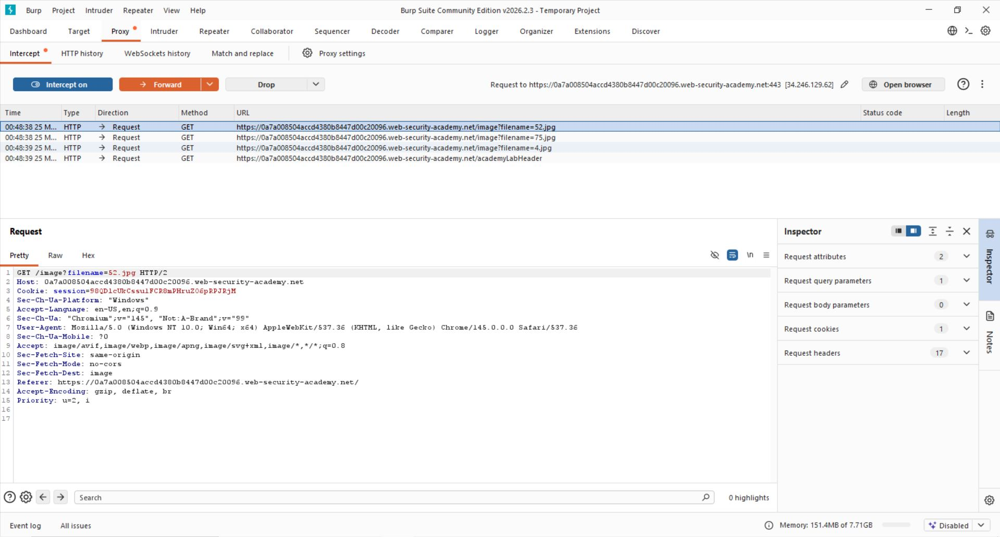 Burp Project Intruder Repeater View Help Burp Suite Community Edition v2026.2.3 - Temporary Project
Dashboard Target Proxy Intruder Repeater Collaborator Sequencer Decoder Comparer Logger Organizer Extensions Discover
Intercept HTTP history WebSockets history Match and replace Proxy settings
Intercept on Forward Drop Request to https://0a7a008504accd4380b8447d00c20096.web-security-academy.net:443 [34.246.129.62] Open browser
Time Type Direction Method URL Status code Length
00:48:38 25 M... HTTP → Request GET https://0a7a008504accd4380b8447d00c20096.web-security-academy.net/image?filename=52.jpg
00:48:38 25 M... HTTP → Request GET https://0a7a008504accd4380b8447d00c20096.web-security-academy.net/image?filename=75.jpg
00:48:39 25 M... HTTP → Request GET https://0a7a008504accd4380b8447d00c20096.web-security-academy.net/image?filename=4.jpg
00:48:39 25 M... HTTP → Request GET https://0a7a008504accd4380b8447d00c20096.web-security-academy.net/academyLabHeader
Request
Pretty Raw Hex \n
1 GET /image?filename=52.jpg HTTP/2
2 Host: 0a7a008504accd4380b8447d00c20096.web-security-academy.net
3 Cookie: session=
4 Sec-Ch-Ua-Platform: "Windows"
5 Accept-Language: en-US,en;q=0.9
6 Sec-Ch-Ua: "Chromium";v="145", "Not:A-Brand";v="99"
7 User-Agent: Mozilla/5.0 (Windows NT 10.0; Win64; x64) AppleWebKit/537.36 (KHTML, like Gecko) Chrome/145.0.0.0 Safari/537.36
8 Sec-Ch-Ua-Mobile: ?0
9 Accept: image/avif,image/webp,image/apng,image/svg+xml,image/*,*/*;q=0.8
10 Sec-Fetch-Site: same-origin
11 Sec-Fetch-Mode: no-cors
12 Sec-Fetch-Dest: image
13 Referer: https://0a7a008504accd4380b8447d00c20096.web-security-academy.net/
14 Accept-Encoding: gzip, deflate, br
15 Priority: u=2, i
16
17
Inspector
Request attributes 2
Request query parameters 1
Request body parameters 0
Request cookies 1
Request headers 17
Inspector
Notes
Search 0 highlights
Event log All issues Memory: 151.4MB of 7.71GB Disabled